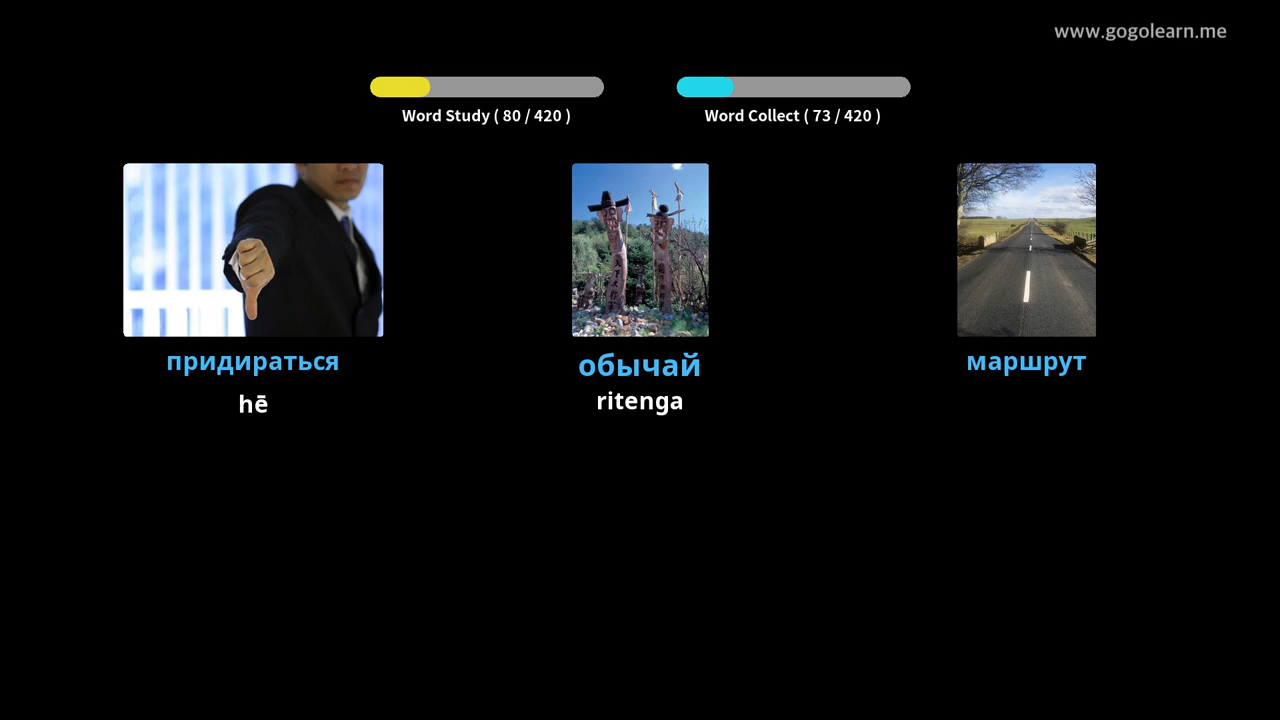 www.gogolearn.me
Word Study ( 80 / 420 )
Word Collect ( 73 / 420 )
придираться
обычай
маршрут
hē
ritenga